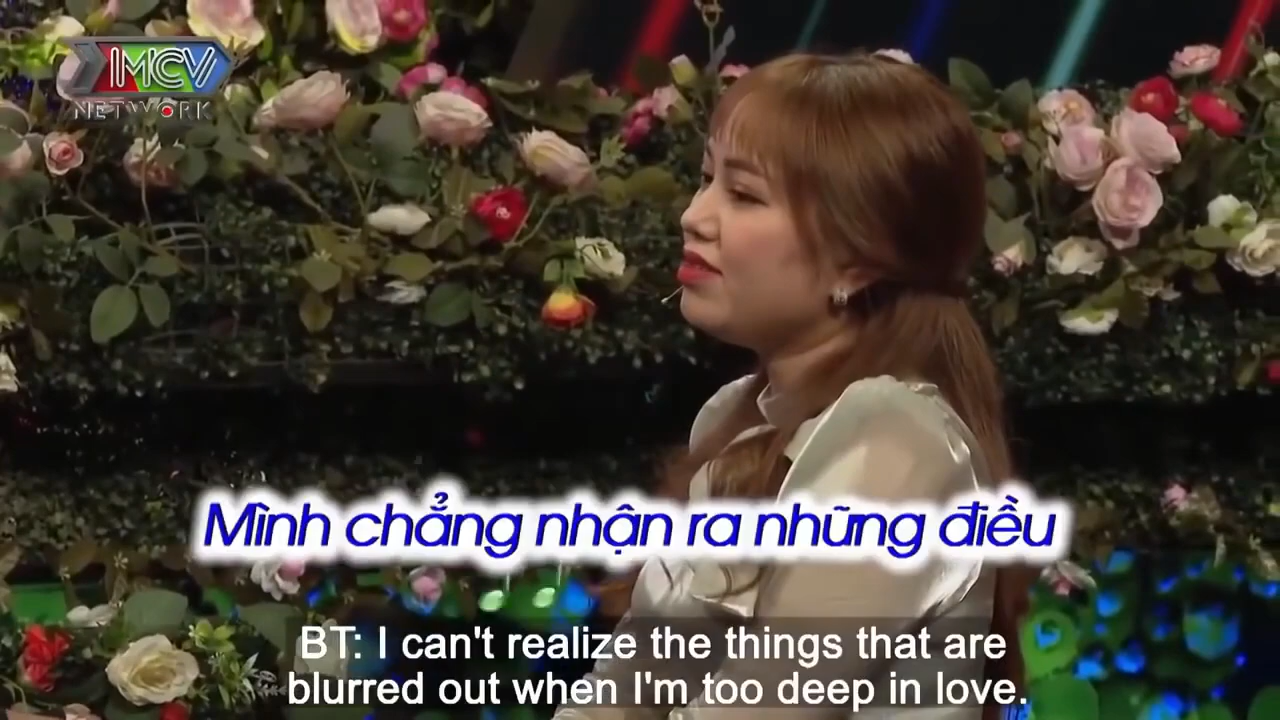 MCV
NETWORK
Mình chẳng nhận ra những điều
BT: I can't realize the things that are
blurred out when I'm too deep in love.